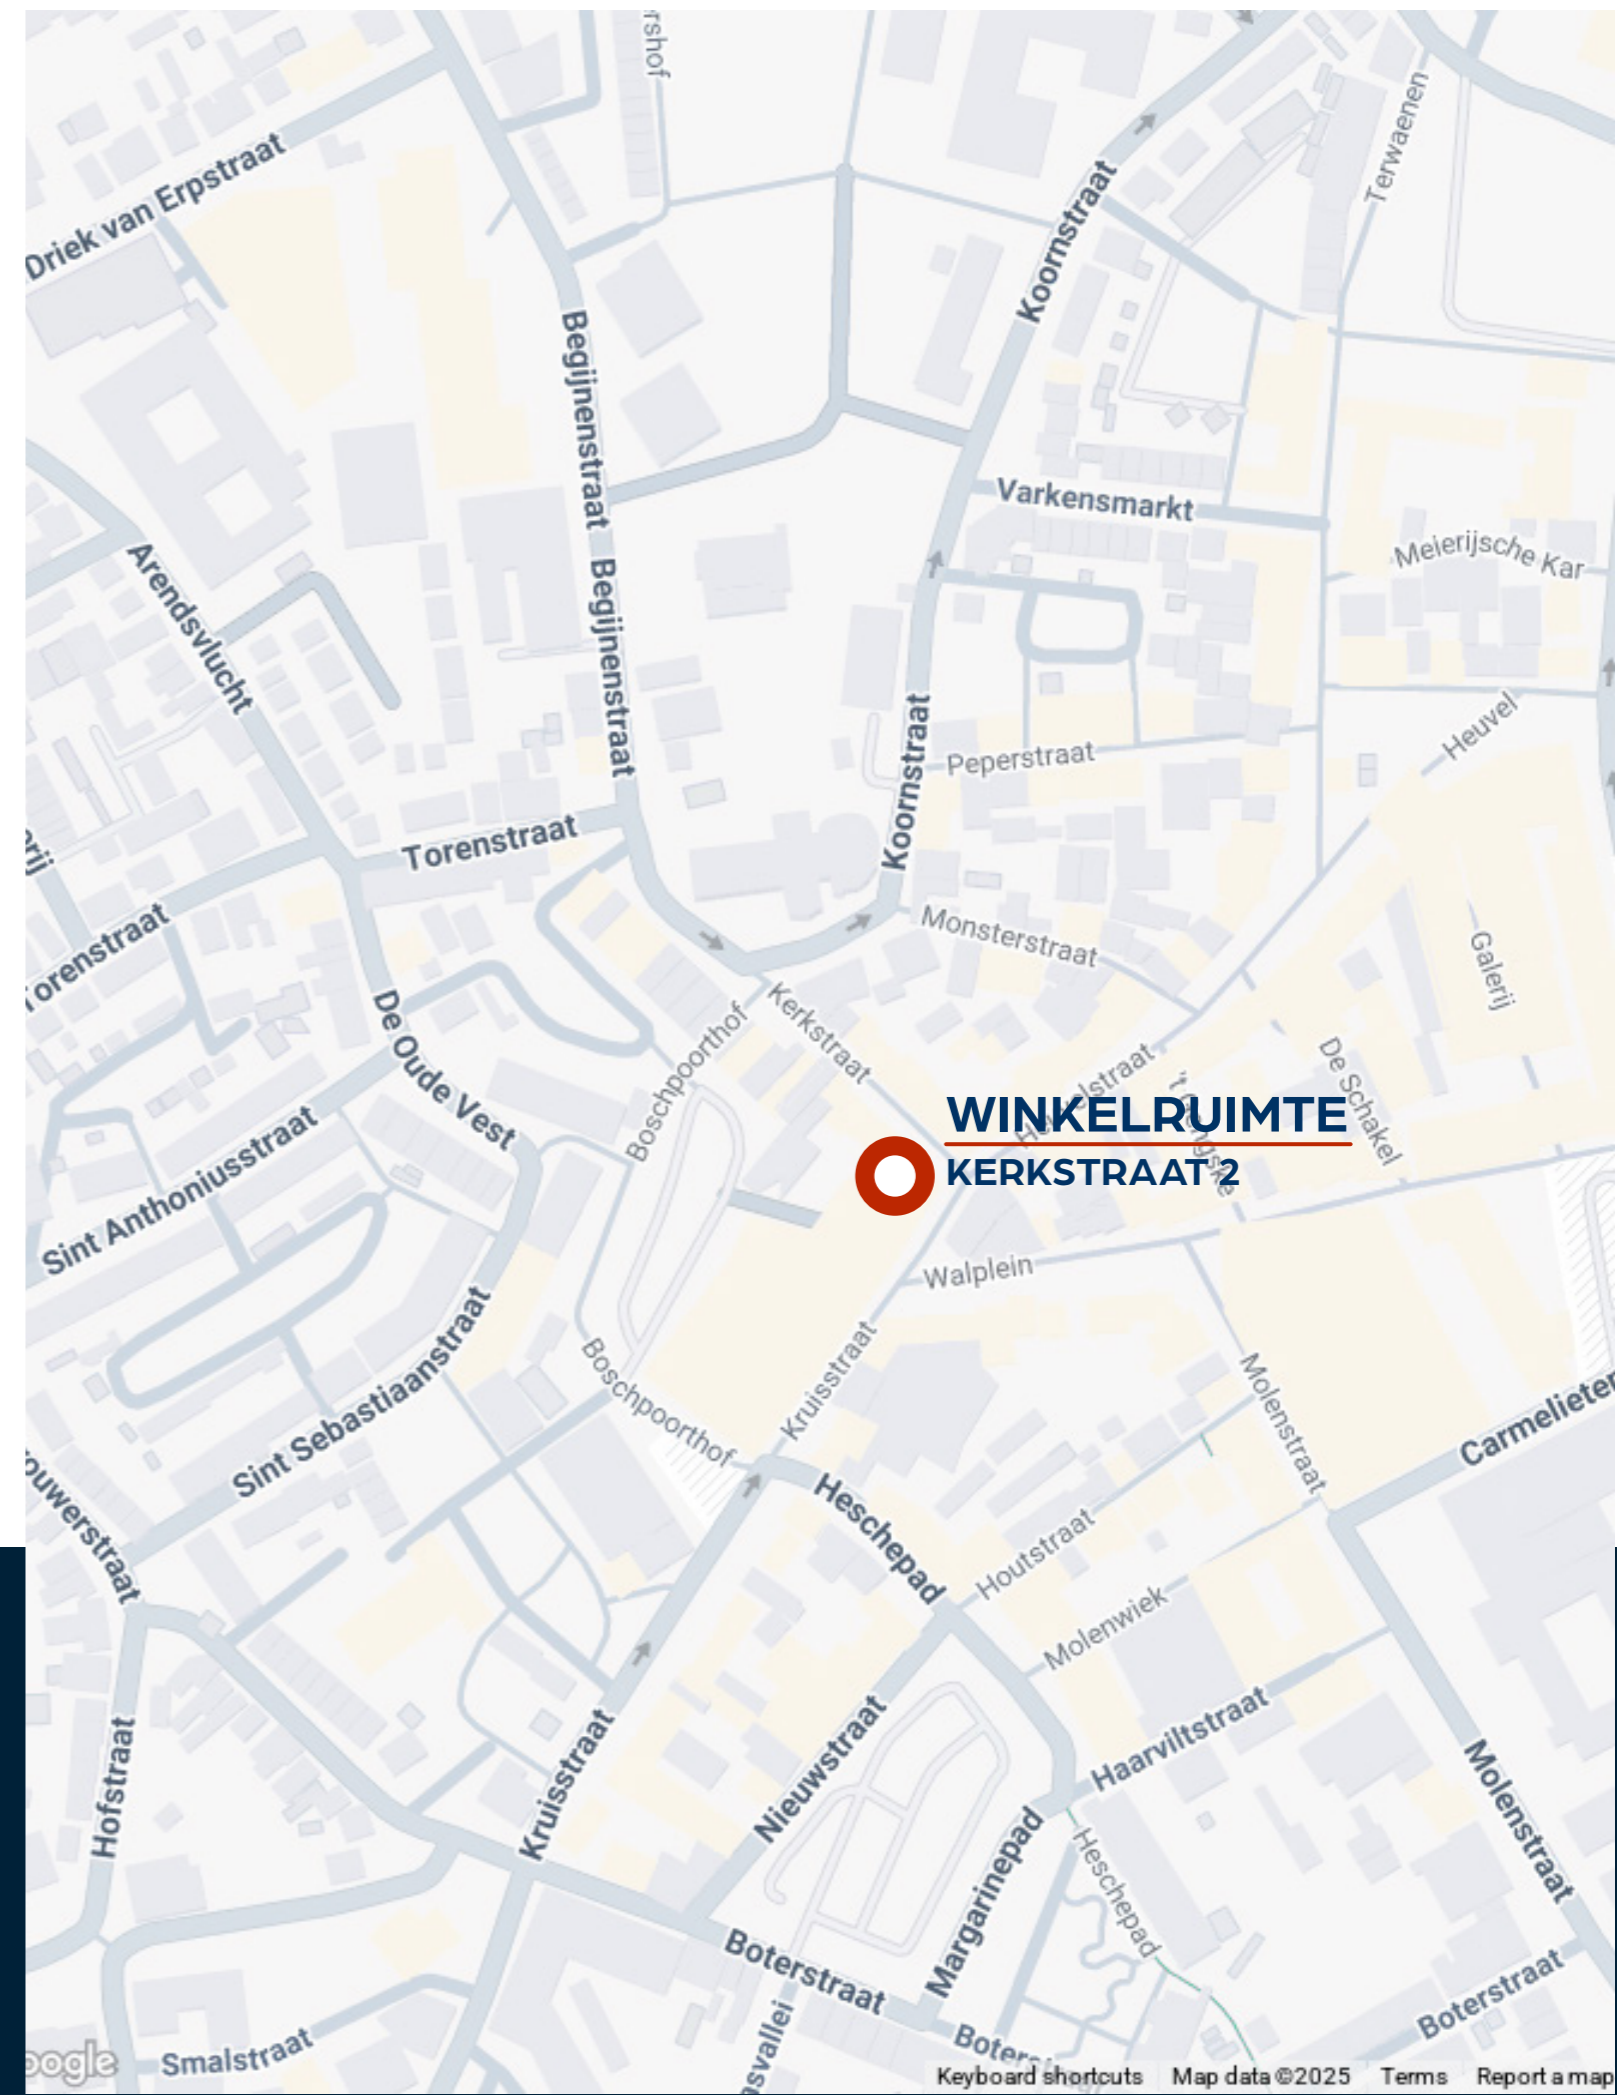 Driek van Erpstraat
Koornstraat
Terwaenen
Begijnenstraat
Varkensmarkt
Meierijsche Kar
Arendsvlucht
Begijnenstraat
Heuvel
Koornstraat
Peperstraat
Torenstraat
Torenstraat
Monsterstraat
Galerij
De Oude Vest
Kerkstraat
Boschpoorthof
De Schakel
WINKELRUIMTE
KERKSTRAAT 2
Sint Anthoniusstraat
Walplein
Sint Sebastiaanstraat
Boschpoorthof
Kruisstraat
Molenstraat
Heschepad
Houtstraat
Molenwiek
Haarviltstraat
Hofstraat
Kruisstraat
Nieuwstraat
Molenstraat
Margarinepad
Heschepad
Boterstraat
Boterstraat
Smalstraat
Keyboard shortcuts Map data ©2025 Terms Report a map